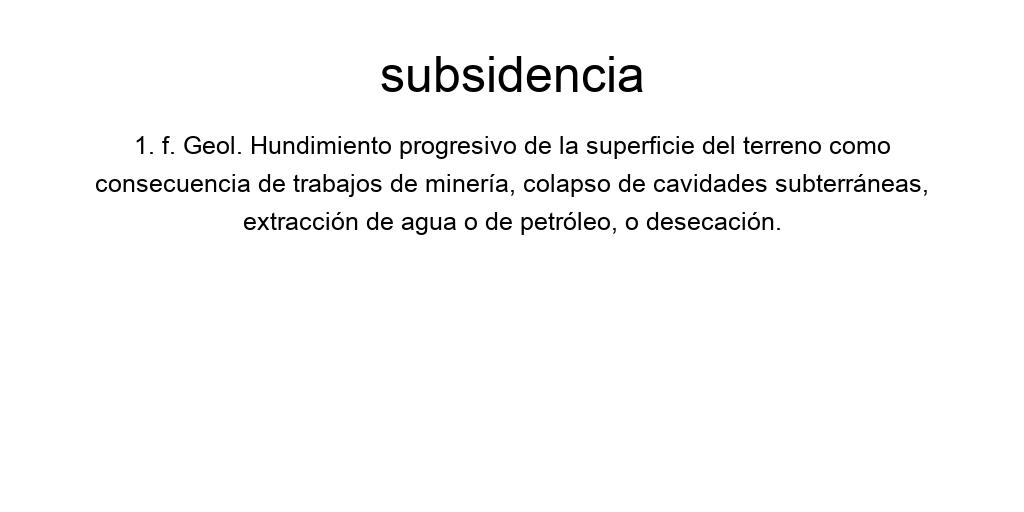 subsidencia
1. f. Geol. Hundimiento progresivo de la superficie del terreno como
consecuencia de trabajos de minería, colapso de cavidades subterráneas,
extracción de agua o de petróleo, o desecación.